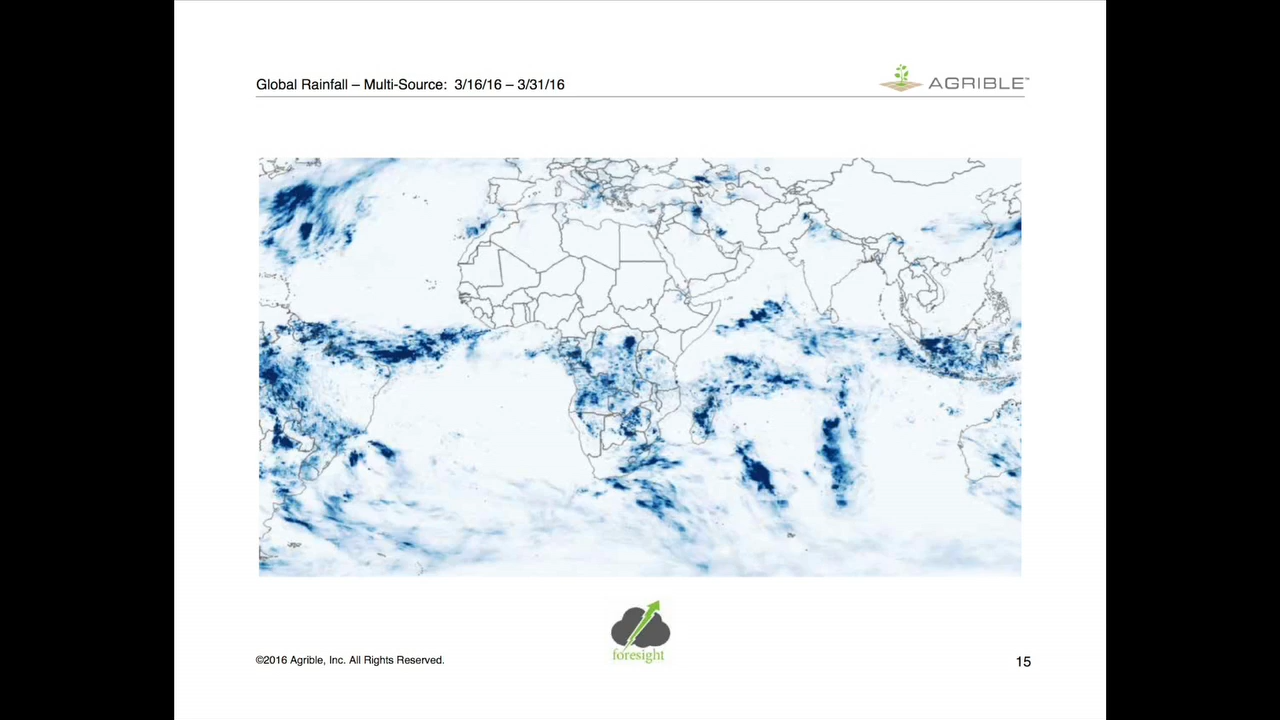 Global Rainfall – Multi-Source:  3/16/16 – 3/31/16
AGRIBLE™
foresight
©2016 Agrible, Inc. All Rights Reserved.
15